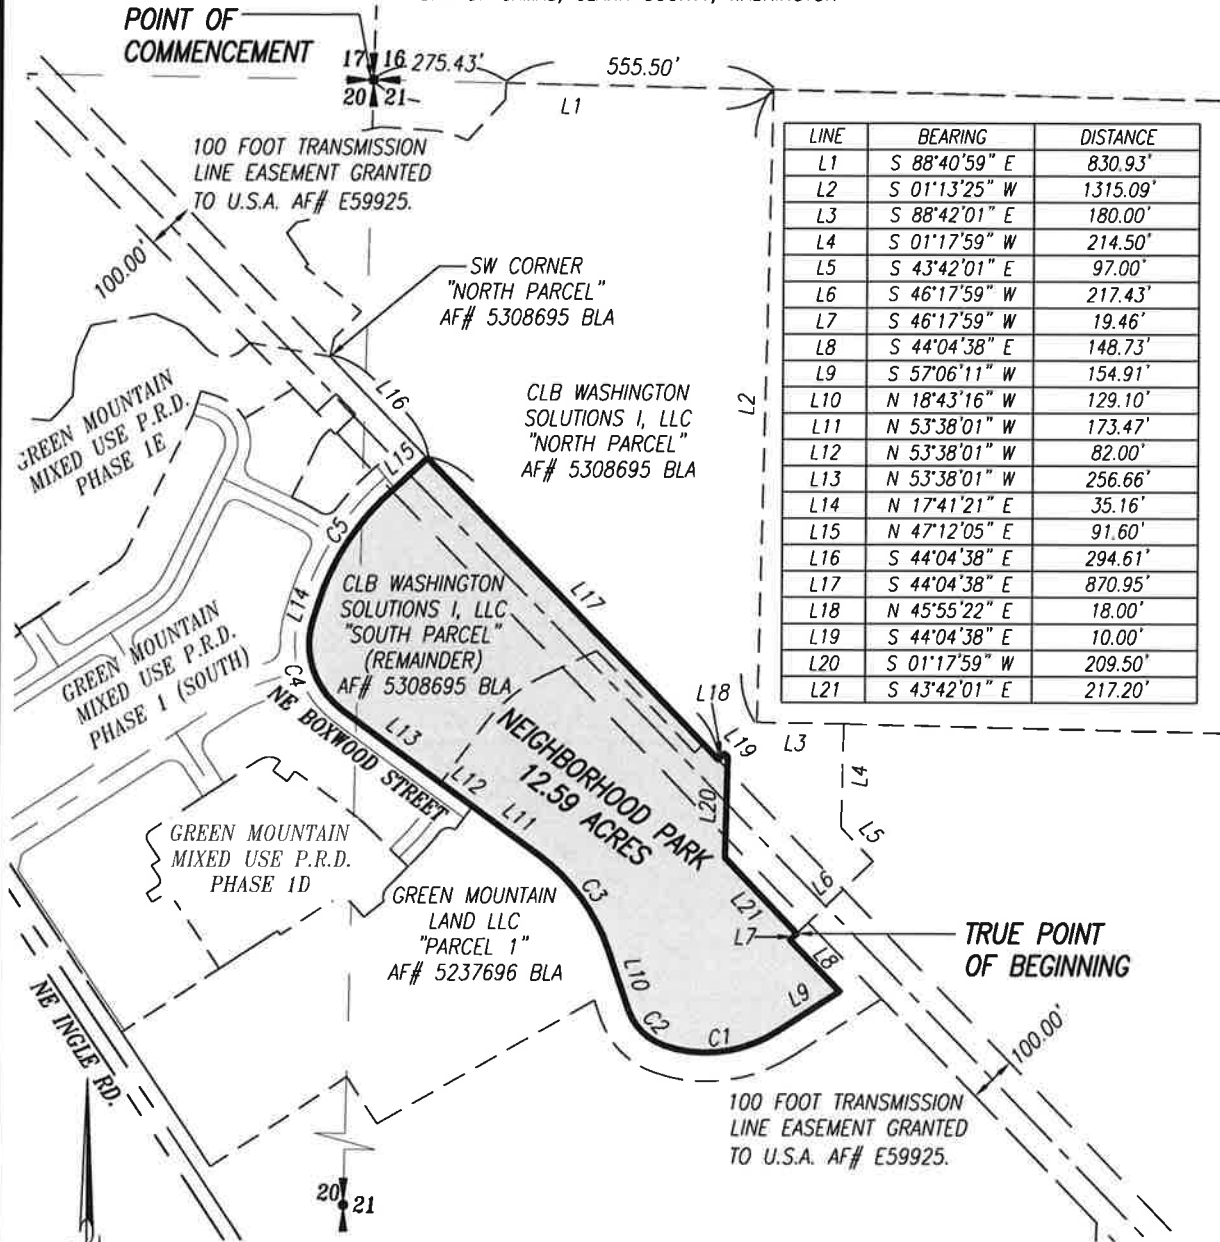 POINT OF
COMMENCEMENT
17 16
20 21
275.43'
555.50'
L1
100 FOOT TRANSMISSION
LINE EASEMENT GRANTED
TO U.S.A. AF# E59925.
100.00'
SW CORNER
"NORTH PARCEL"
AF# 5308695 BLA
LINE BEARING DISTANCE
L1 S 88°40'59" E 830.93'
L2 S 01°13'25" W 1315.09'
L3 S 88°42'01" E 180.00'
L4 S 01°17'59" W 214.50'
L5 S 43°42'01" E 97.00'
L6 S 46°17'59" W 217.43'
L7 S 46°17'59" W 19.46'
L8 S 44°04'38" E 148.73'
L9 S 57°06'11" W 154.91'
L10 N 18°43'16" W 129.10'
L11 N 53°38'01" W 173.47'
L12 N 53°38'01" W 82.00'
L13 N 53°38'01" W 256.66'
L14 N 17°41'21" E 35.16'
L15 N 47°12'05" E 91.60'
L16 S 44°04'38" E 294.61'
L17 S 44°04'38" E 870.95'
L18 N 45°55'22" E 18.00'
L19 S 44°04'38" E 10.00'
L20 S 01°17'59" W 209.50'
L21 S 43°42'01" E 217.20'
L16
L2
CLB WASHINGTON
SOLUTIONS I, LLC
"NORTH PARCEL"
AF# 5308695 BLA
GREEN MOUNTAIN
MIXED USE P.R.D.
PHASE 1E
L15
C5
L17
L14
CLB WASHINGTON
SOLUTIONS I, LLC
"SOUTH PARCEL"
(REMAINDER)
AF# 5308695 BLA
GREEN MOUNTAIN
MIXED USE P.R.D.
PHASE 1 (SOUTH)
C4
L18
L19
L3
L4
L5
L6
NE BOXWOOD STREET
L13
L12
L11
NEIGHBORHOOD PARK
12.59 ACRES
L20
GREEN MOUNTAIN
MIXED USE P.R.D.
PHASE 1D
GREEN MOUNTAIN
LAND LLC
"PARCEL 1"
AF# 5237696 BLA
C3
L21
L7
L8
TRUE POINT
OF BEGINNING
L10
L9
C2
C1
NE INGLE RD.
100.00'
100 FOOT TRANSMISSION
LINE EASEMENT GRANTED
TO U.S.A. AF# E59925.
20 21